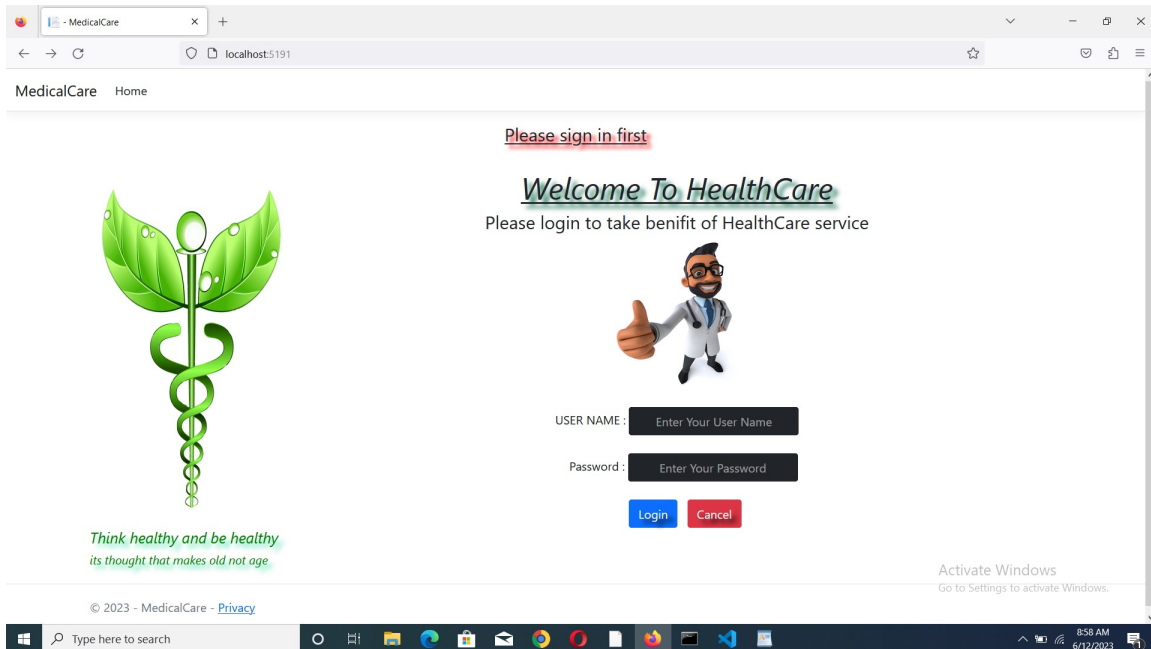 - MedicalCare
localhost:5191
MedicalCare Home
Please sign in first
Welcome To HealthCare
Please login to take benifit of HealthCare service
USER NAME : Enter Your User Name
Password : Enter Your Password
Login Cancel
Think healthy and be healthy
its thought that makes old not age
Activate Windows
Go to Settings to activate Windows.
© 2023 - MedicalCare - Privacy
Type here to search
8:58 AM
6/12/2023
1